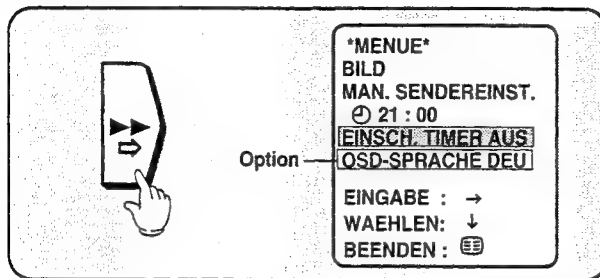 *MENUE*
BILD
MAN. SENDEREINST.
21 : 00
EINSCH. TIMER AUS
Option
OSD-SPRACHE DEU
EINGABE : →
WAEHLEN: ↓
BEENDEN :